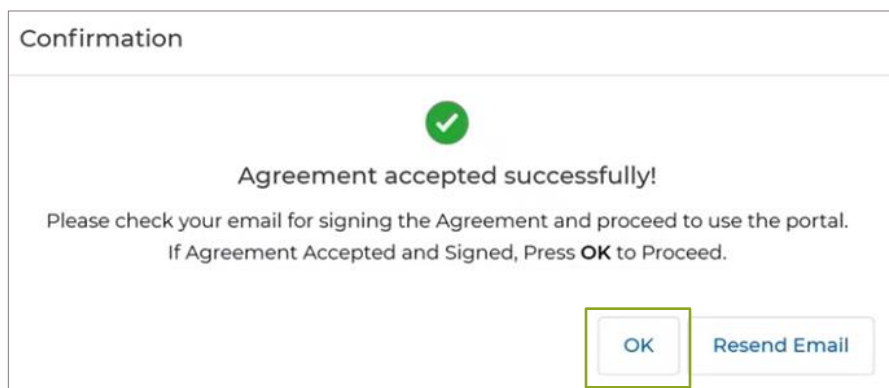 Confirmation
Agreement accepted successfully!
Please check your email for signing the Agreement and proceed to use the portal.
If Agreement Accepted and Signed, Press OK to Proceed.
OK
Resend Email